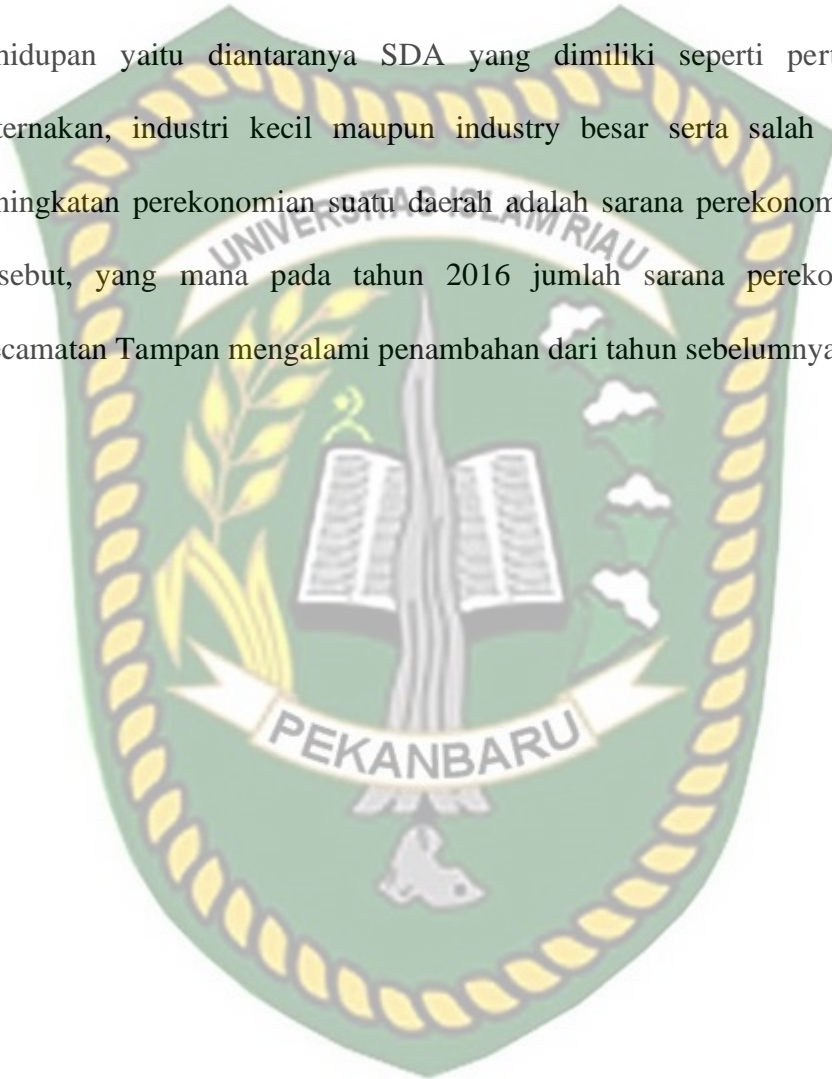 hidupan yaitu diantaranya SDA yang dimiliki seperti pert
ternakan, industri kecil maupun industry besar serta salah
ningkatan perekonomian suatu daerah adalah sarana perekonom
UNIVERSITAS ISLAM RIAU
sebut, yang mana pada tahun 2016 jumlah sarana pereko
ecamatan Tampan mengalami penambahan dari tahun sebelumnya
PEKANBARU